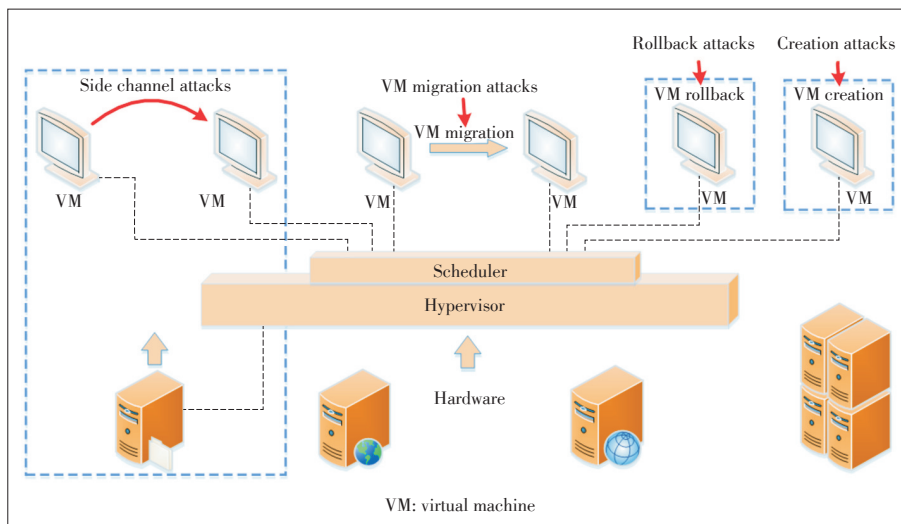 Rollback attacks
Creation attacks
Side channel attacks
VM migration attacks
VM rollback
VM creation
VM migration
VM
VM
VM
VM
VM
VM
Scheduler
Hypervisor
Hardware
VM: virtual machine